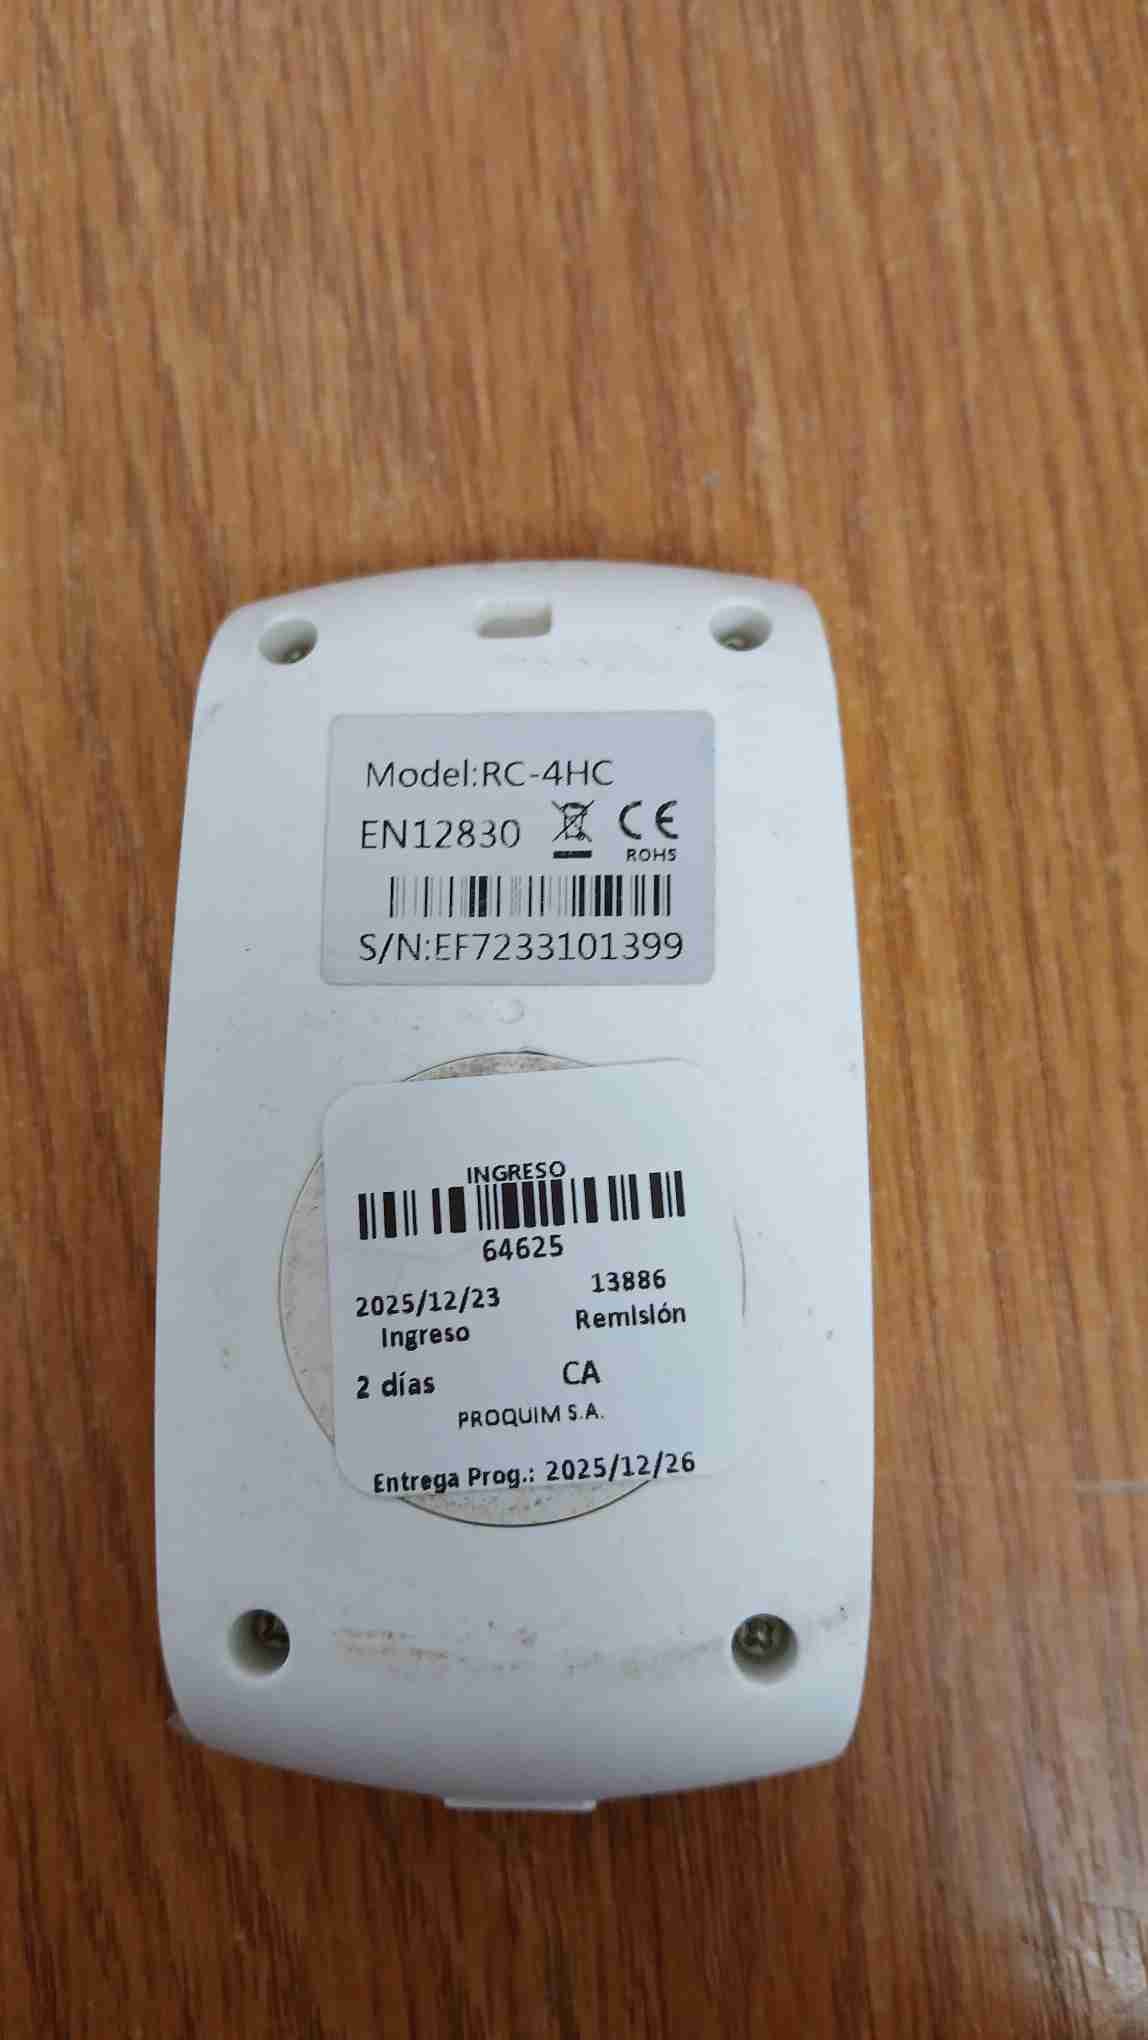 Model:RC-4HC
EN12830 CE
ROHS
S/N:EF7233101399
INGRESO
64625
2025/12/23 13886
Ingreso Remisión
2 días CA
PROQUIM S.A.
Entrega Prog.: 2025/12/26